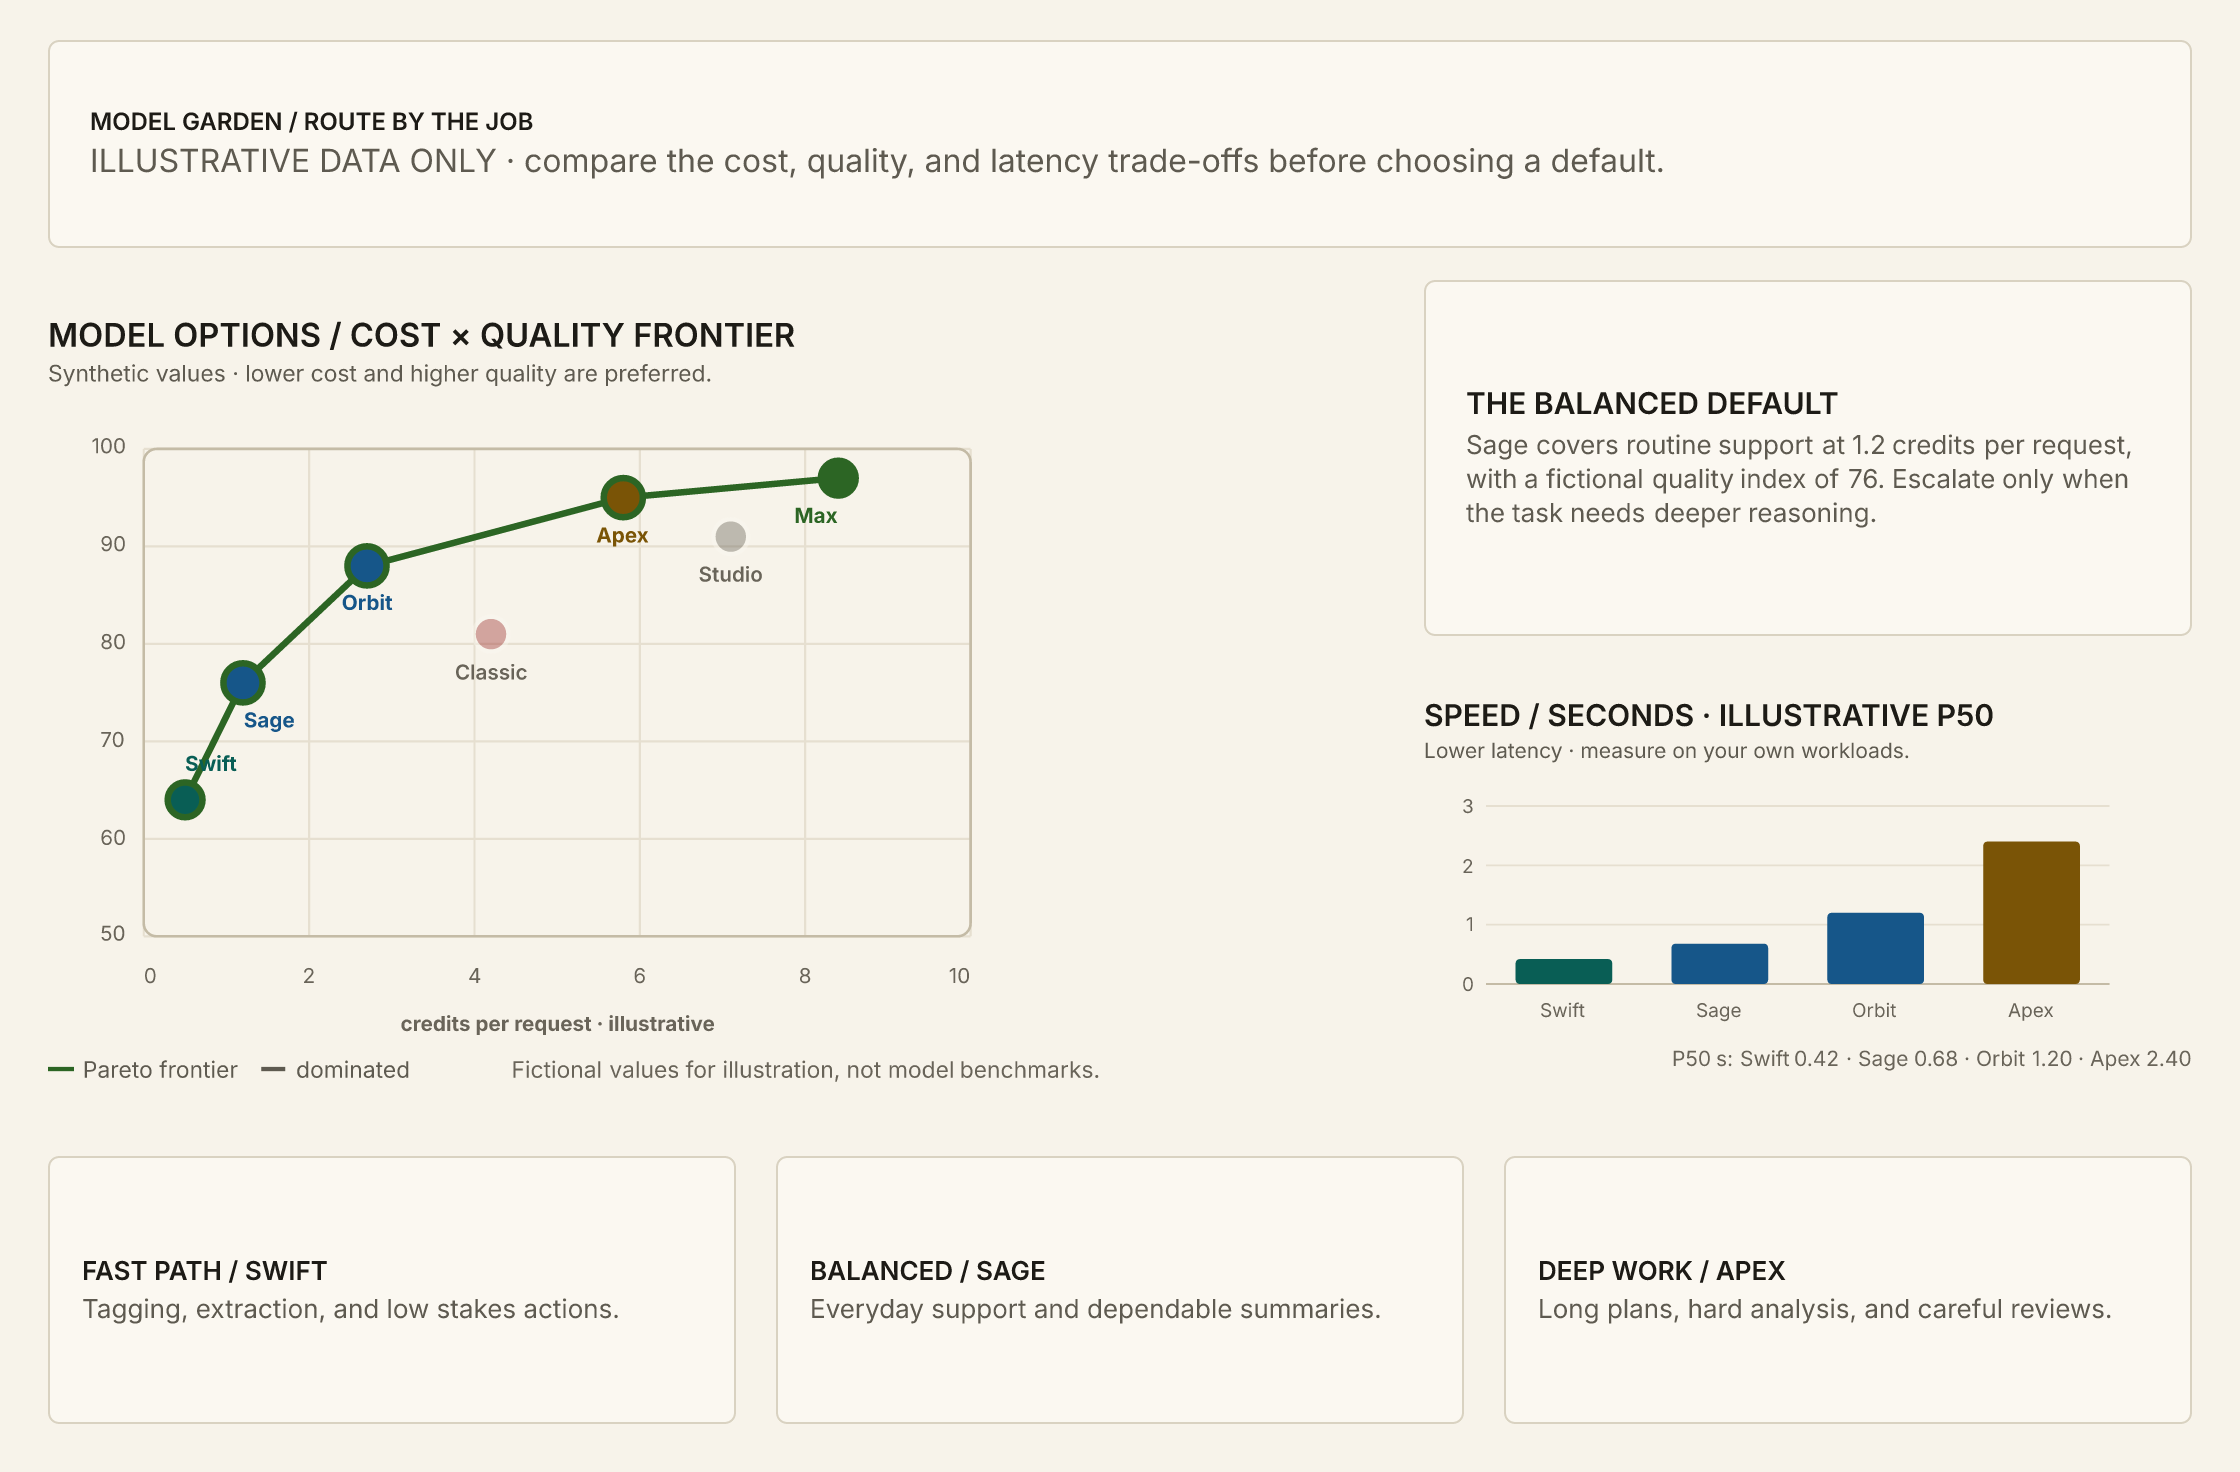 MODEL GARDEN / ROUTE BY THE JOB
ILLUSTRATIVE DATA ONLY · compare the cost, quality, and latency trade-offs before choosing a default.
MODEL OPTIONS / COST × QUALITY FRONTIER
Synthetic values · lower cost and higher quality are preferred.
100
90
80
70
60
50
Max
Apex
Studio
Orbit
Classic
Sage
Swift
0 2 4 6 8 10
credits per request · illustrative
Pareto frontier dominated Fictional values for illustration, not model benchmarks.
THE BALANCED DEFAULT
Sage covers routine support at 1.2 credits per request,
with a fictional quality index of 76. Escalate only when
the task needs deeper reasoning.
SPEED / SECONDS · ILLUSTRATIVE P50
Lower latency · measure on your own workloads.
3
2
1
0
Swift Sage Orbit Apex
P50 s: Swift 0.42 · Sage 0.68 · Orbit 1.20 · Apex 2.40
FAST PATH / SWIFT
Tagging, extraction, and low stakes actions.
BALANCED / SAGE
Everyday support and dependable summaries.
DEEP WORK / APEX
Long plans, hard analysis, and careful reviews.